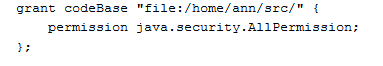 grant codeBase "file:/home/ann/src/" {
    permission java.security.AllPermission;
};